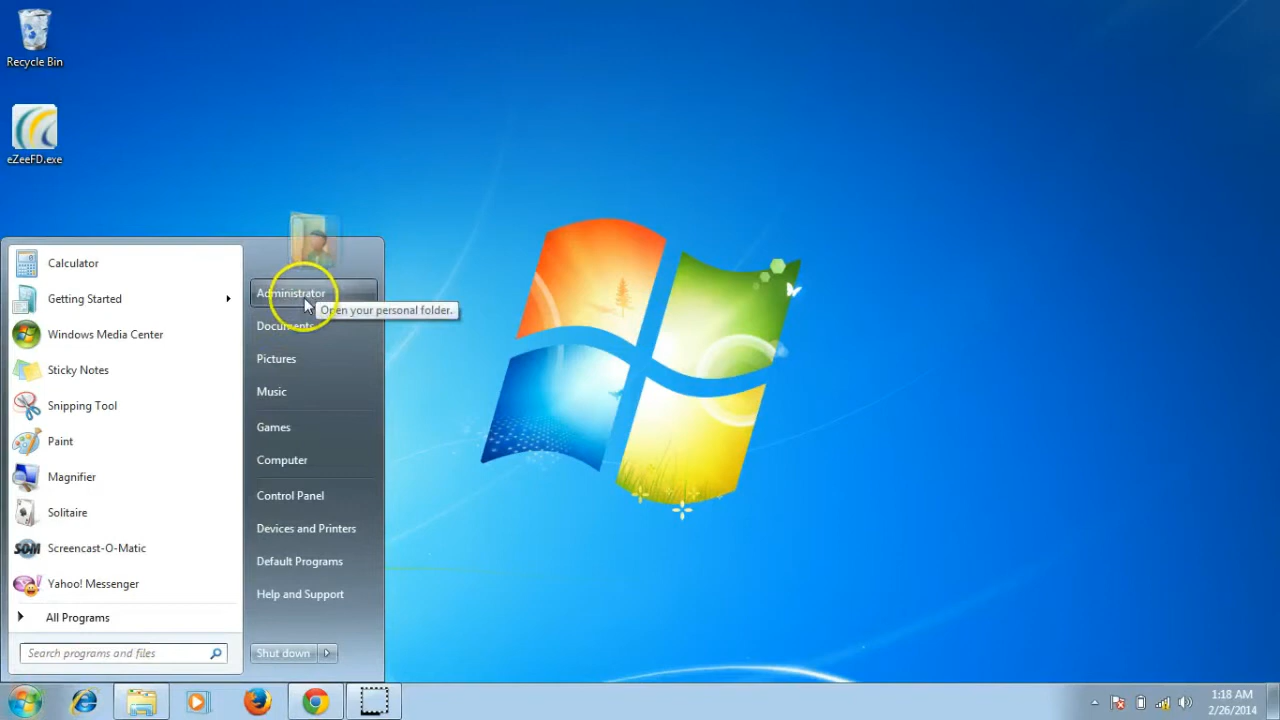 Recycle Bin
eZeeFD.exe
Calculator
Getting Started
Windows Media Center
Sticky Notes
Snipping Tool
Paint
Magnifier
Solitaire
SOM Screencast-O-Matic
Yahoo! Messenger
All Programs
Search programs and files
Administrator
Open your personal folder.
Documents
Pictures
Music
Games
Computer
Control Panel
Devices and Printers
Default Programs
Help and Support
Shut down
1:18 AM
2/26/2014